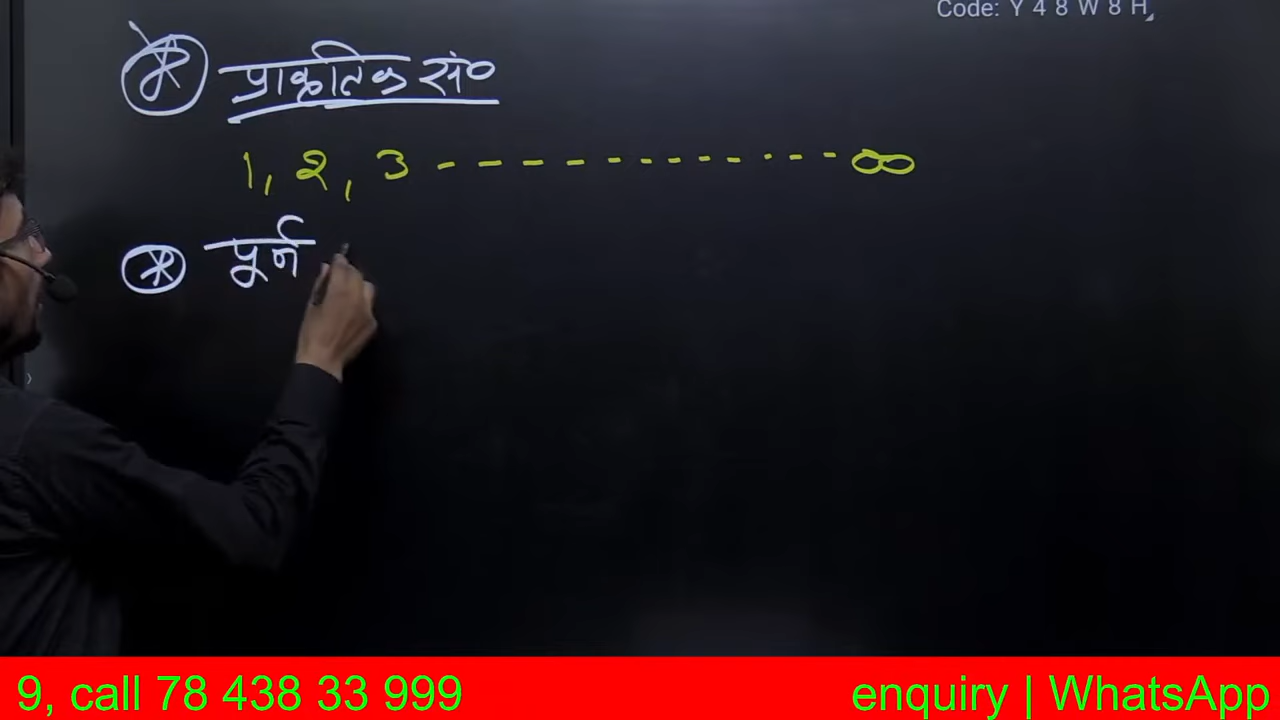 Code: Y 4 8 W 8 H
प्राकृतिक सं०
1, 2, 3 - - - - - - - - - - - ∞
पूर्न
9, call 78 438 33 999
enquiry | WhatsApp